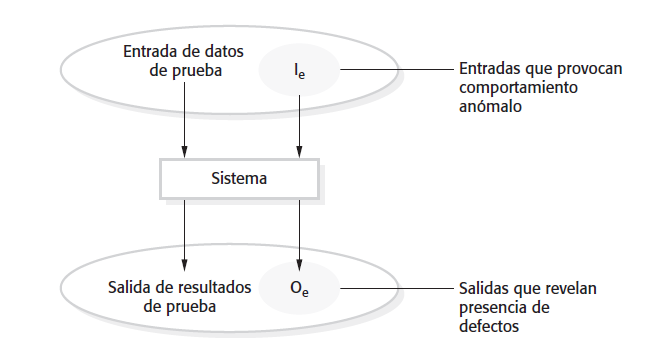 Entrada de datos
de prueba
Ie
Entradas que provocan
comportamiento
anómalo
Sistema
Salida de resultados
de prueba
Oe
Salidas que revelan
presencia de
defectos